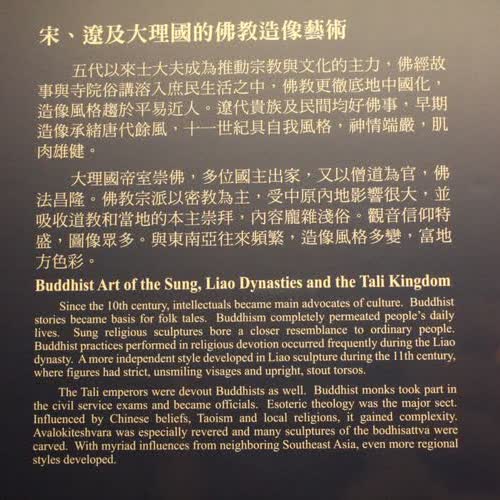 宋、遼及大理國的佛教造像藝術
五代以來士大夫成為推動宗教與文化的主力，佛經故
事與寺院俗講溶入庶民生活之中，佛教更徹底地中國化，
造像風格趨於平易近人。遼代貴族及民間均好佛事，早期
造像承緒唐代餘風，十一世紀具自我風格，神情端嚴，肌
肉雄健。
大理國帝室崇佛，多位國主出家，又以僧道為官，佛
法昌隆。佛教宗派以密教為主，受中原內地影響很大，並
吸收道教和當地的本主崇拜，內容龐雜淺俗。觀音信仰特
盛，圖像眾多。與東南亞往來頻繁，造像風格多變，富地
方色彩。
Buddhist Art of the Sung, Liao Dynasties and the Tali Kingdom
Since the 10th century, intellectuals became main advocates of culture. Buddhist
stories became basis for folk tales. Buddhism completely permeated people's daily
lives. Sung religious sculptures bore a closer resemblance to ordinary people.
Buddhist practices performed in religious devotion occurred frequently during the Liao
dynasty. A more independent style developed in Liao sculpture during the 11th century,
where figures had strict, unsmiling visages and upright, stout torsos.
The Tali emperors were devout Buddhists as well. Buddhist monks took part in
the civil service exams and became officials. Esoteric theology was the major sect.
Influenced by Chinese beliefs, Taoism and local religions, it gained complexity.
Avalokiteshvara was especially revered and many sculptures of the bodhisattva were
carved. With myriad influences from neighboring Southeast Asia, even more regional
styles developed.